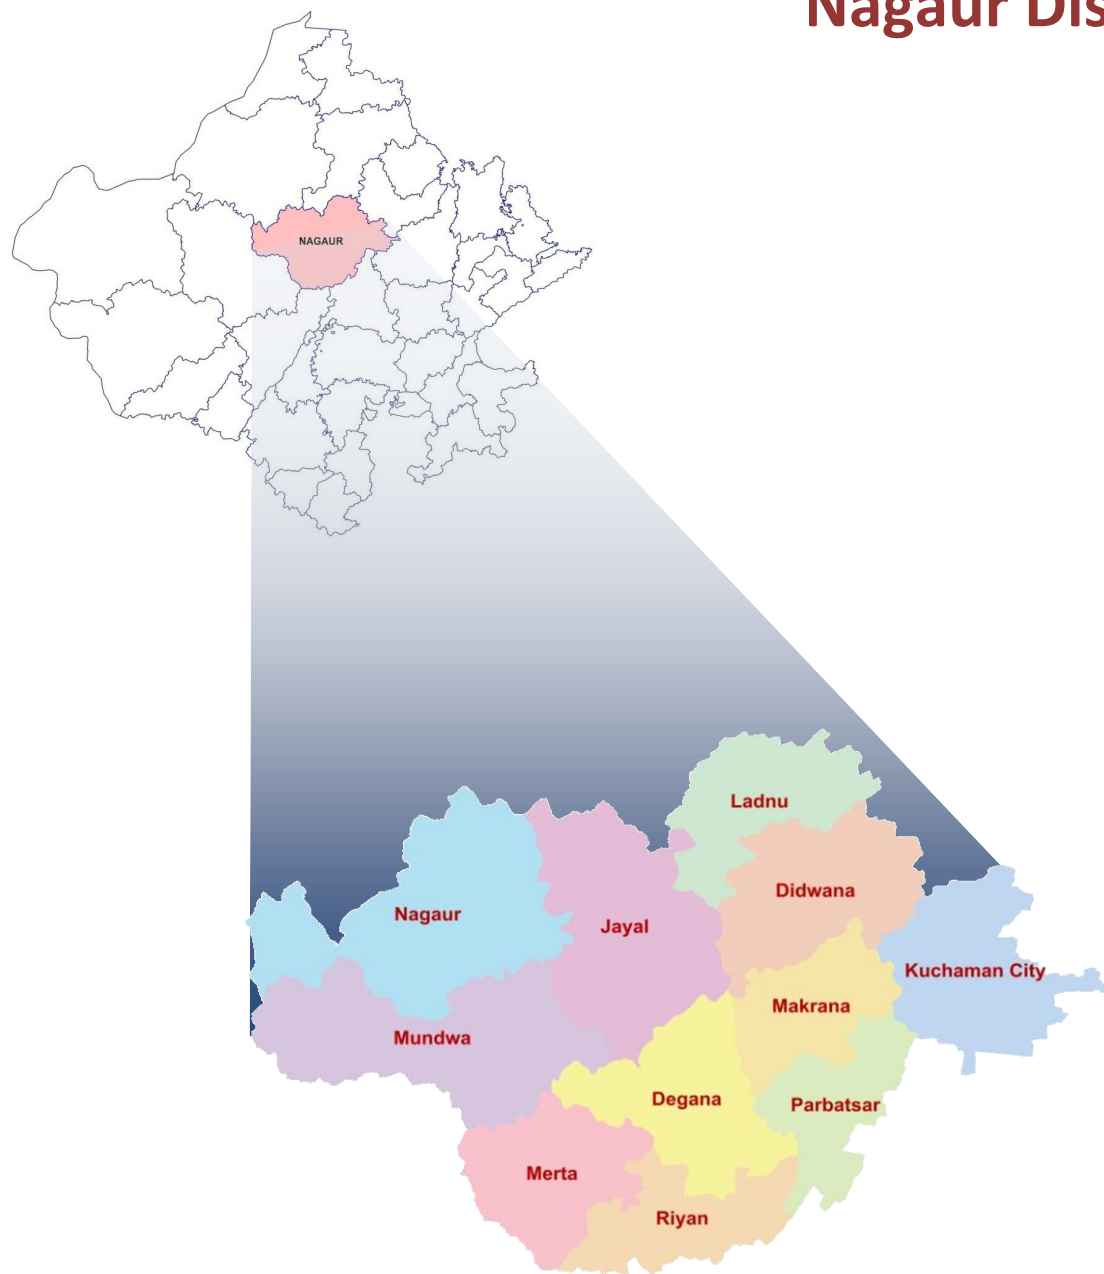 Nagaur Dis
NAGAUR
Ladnu
Didwana
Nagaur
Jayal
Kuchaman City
Makrana
Mundwa
Degana
Parbatsar
Merta
Riyan